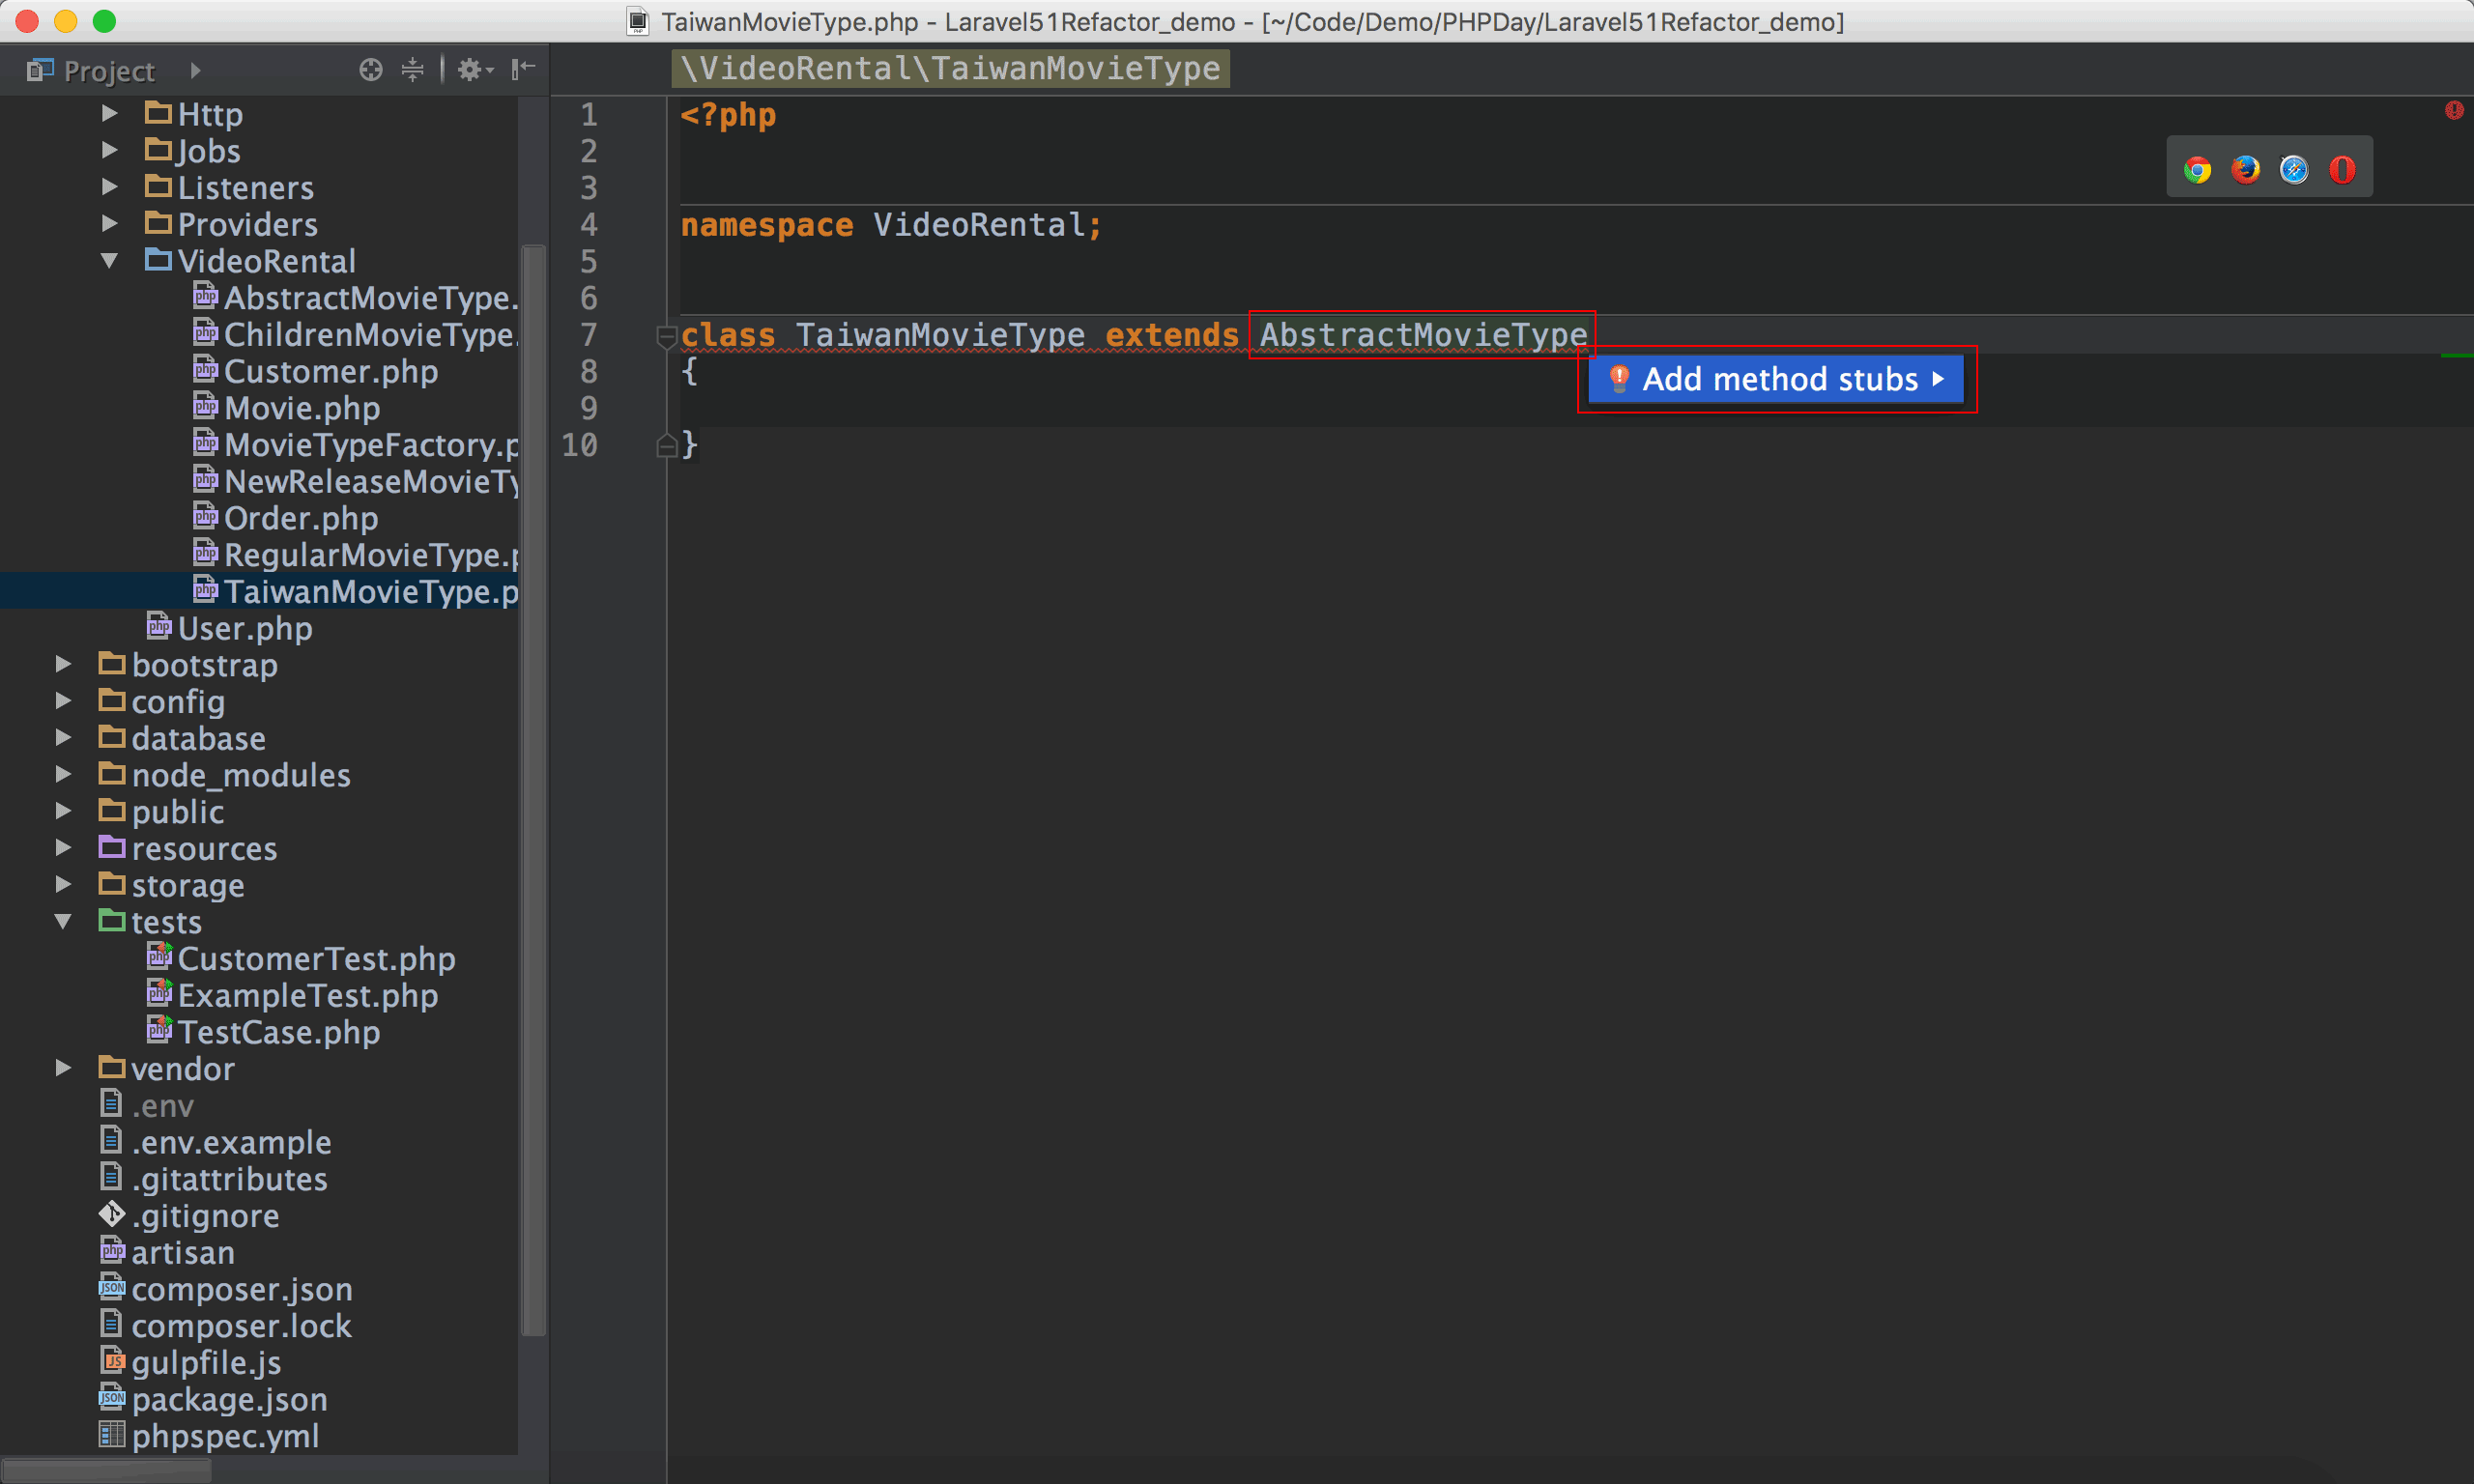 TaiwanMovieType.php - Laravel51Refactor_demo - [~/Code/Demo/PHPDay/Laravel51Refactor_demo]
Project
Http
Jobs
Listeners
Providers
VideoRental
AbstractMovieType.
ChildrenMovieType.
Customer.php
Movie.php
MovieTypeFactory.p
NewReleaseMovieTy
Order.php
RegularMovieType.p
TaiwanMovieType.p
User.php
bootstrap
config
database
node_modules
public
resources
storage
tests
CustomerTest.php
ExampleTest.php
TestCase.php
vendor
.env
.env.example
.gitattributes
.gitignore
artisan
composer.json
composer.lock
gulpfile.js
package.json
phpspec.yml
\VideoRental\TaiwanMovieType
1 <?php
2
3
4 namespace VideoRental;
5
6
7 class TaiwanMovieType extends AbstractMovieType
8 {
Add method stubs
9
10 }